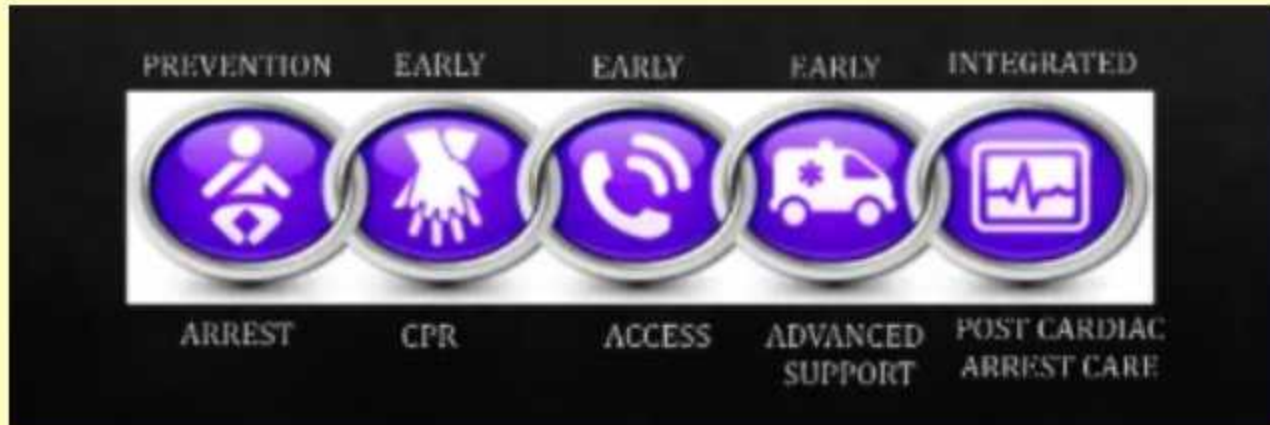 PREVENTION EARLY EARLY EARLY INTEGRATED
ARREST CPR ACCESS ADVANCED SUPPORT POST CARDIAC ARREST CARE